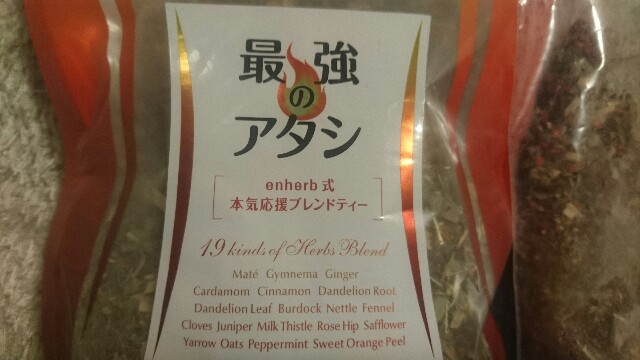 最強
の
アタシ
enherb式
本気応援ブレンドティー
19 kinds of Herbs Blend
Maté Gymnema Ginger
Cardamom Cinnamon Dandelion Root
Dandelion Leaf Burdock Nettle Fennel
Cloves Juniper Milk Thistle Rose Hip Safflower
Yarrow Oats Peppermint Sweet Orange Peel